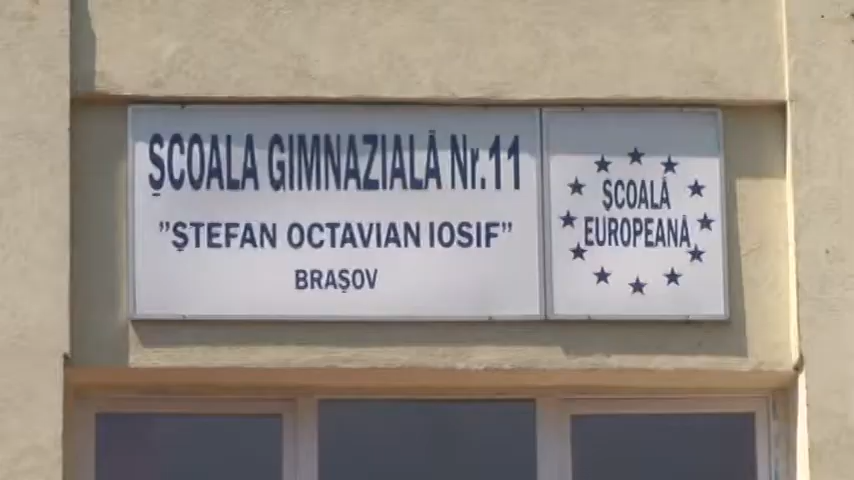 ȘCOALA GIMNAZIALĂ Nr.11
”ȘTEFAN OCTAVIAN IOSIF”
BRAȘOV
ȘCOALĂ
EUROPEANĂ